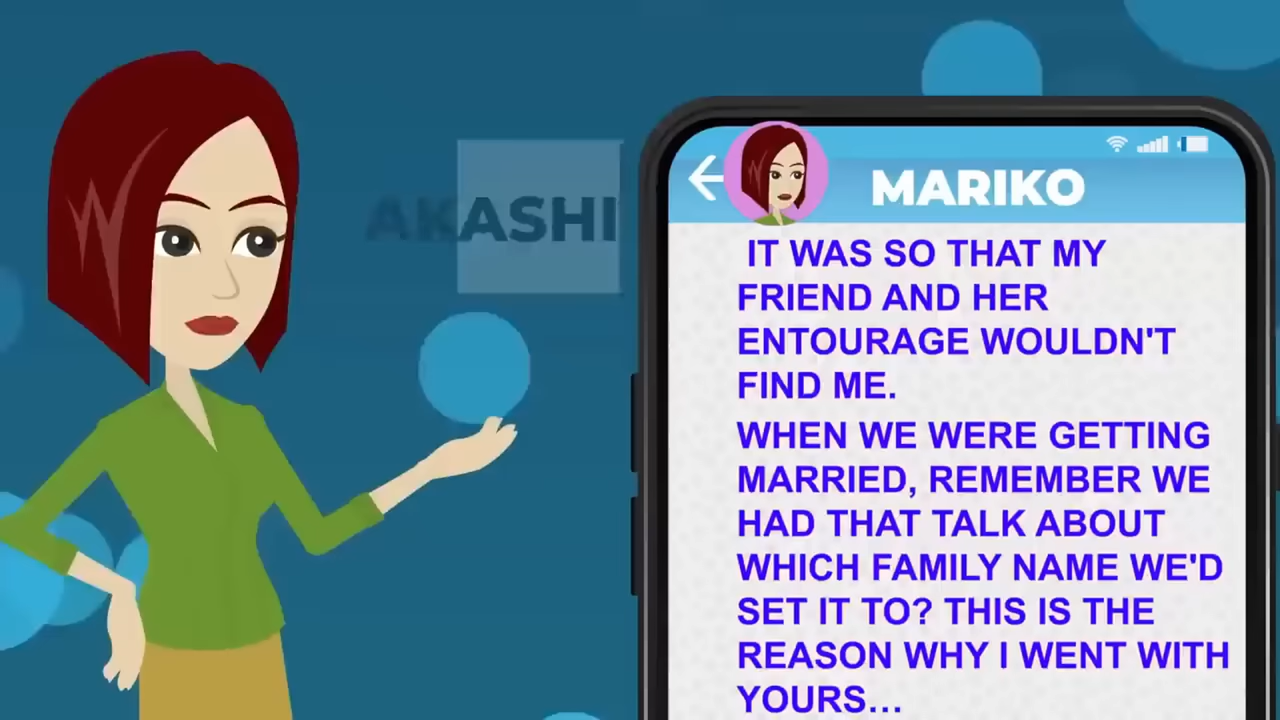 AKASHI
MARIKO
IT WAS SO THAT MY
FRIEND AND HER
ENTOURAGE WOULDN'T
FIND ME.
WHEN WE WERE GETTING
MARRIED, REMEMBER WE
HAD THAT TALK ABOUT
WHICH FAMILY NAME WE'D
SET IT TO? THIS IS THE
REASON WHY I WENT WITH
YOURS...